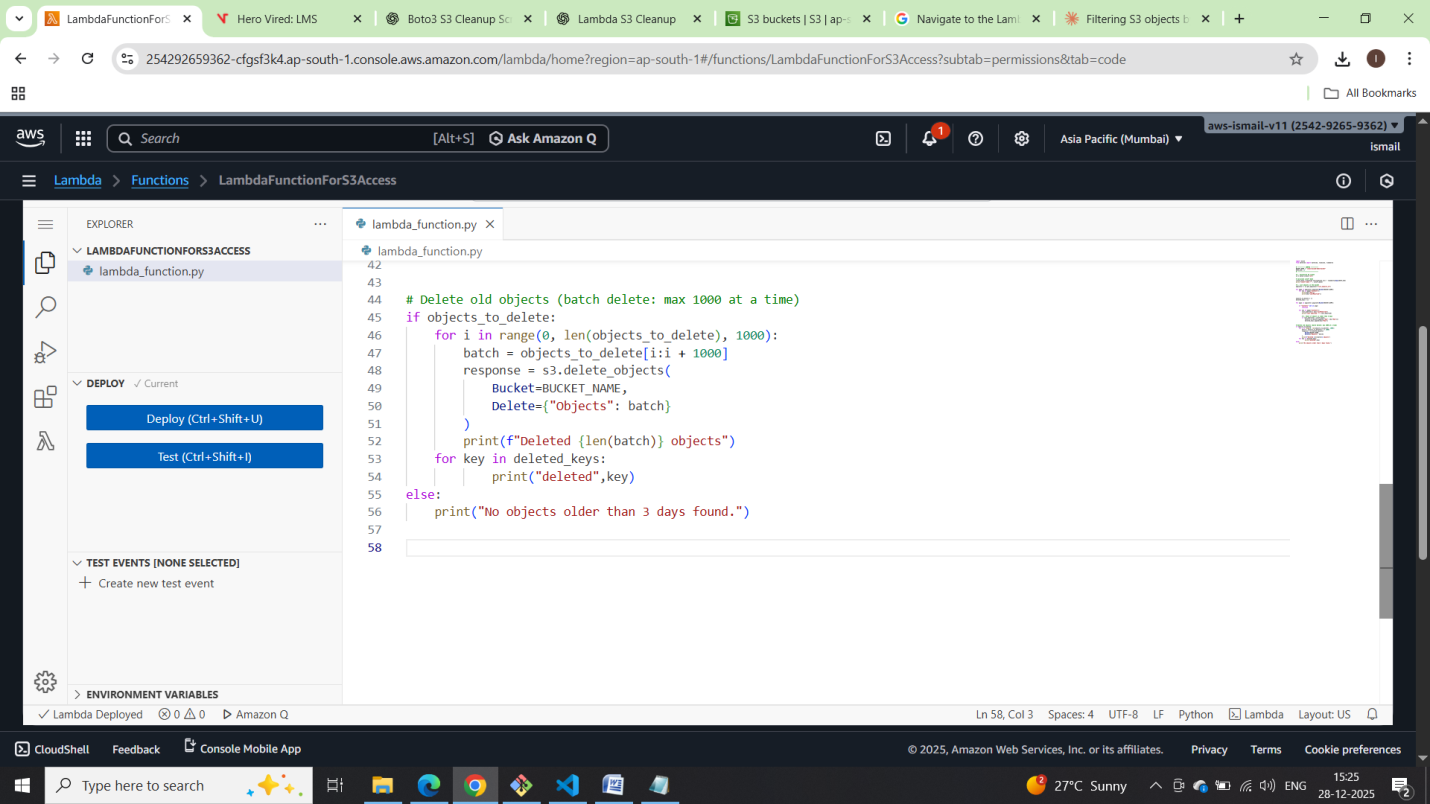 LambdaFunctionForS
Hero Vired: LMS
Boto3 S3 Cleanup Scr
Lambda S3 Cleanup
S3 buckets | S3 | ap-s
Navigate to the Lam
Filtering S3 objects b
254292659362-cfgsf3k4.ap-south-1.console.aws.amazon.com/lambda/home?region=ap-south-1#/functions/LambdaFunctionForS3Access?subtab=permissions&tab=code
I
All Bookmarks
aws
Search
[Alt+S]
Ask Amazon Q
1
Asia Pacific (Mumbai)
aws-ismail-v11 (2542-9265-9362)
ismail
Lambda
Functions
LambdaFunctionForS3Access
EXPLORER
LAMBDAFUNCTIONFORS3ACCESS
lambda_function.py
DEPLOY
Current
Deploy (Ctrl+Shift+U)
Test (Ctrl+Shift+I)
TEST EVENTS [NONE SELECTED]
Create new test event
ENVIRONMENT VARIABLES
lambda_function.py
lambda_function.py
42
43
44 # Delete old objects (batch delete: max 1000 at a time)
45 if objects_to_delete:
46 for i in range(0, len(objects_to_delete), 1000):
47 batch = objects_to_delete[i:i + 1000]
48 response = s3.delete_objects(
49 Bucket=BUCKET_NAME,
50 Delete={"Objects": batch}
51 )
52 print(f"Deleted {len(batch)} objects")
53 for key in deleted_keys:
54 print("deleted",key)
55 else:
56 print("No objects older than 3 days found.")
57
58
Lambda Deployed
0
0
Amazon Q
Ln 58, Col 3
Spaces: 4
UTF-8
LF
Python
Lambda
Layout: US
CloudShell
Feedback
Console Mobile App
© 2025, Amazon Web Services, Inc. or its affiliates.
Privacy
Terms
Cookie preferences
Type here to search
2
27°C Sunny
ENG
15:25
28-12-2025
2